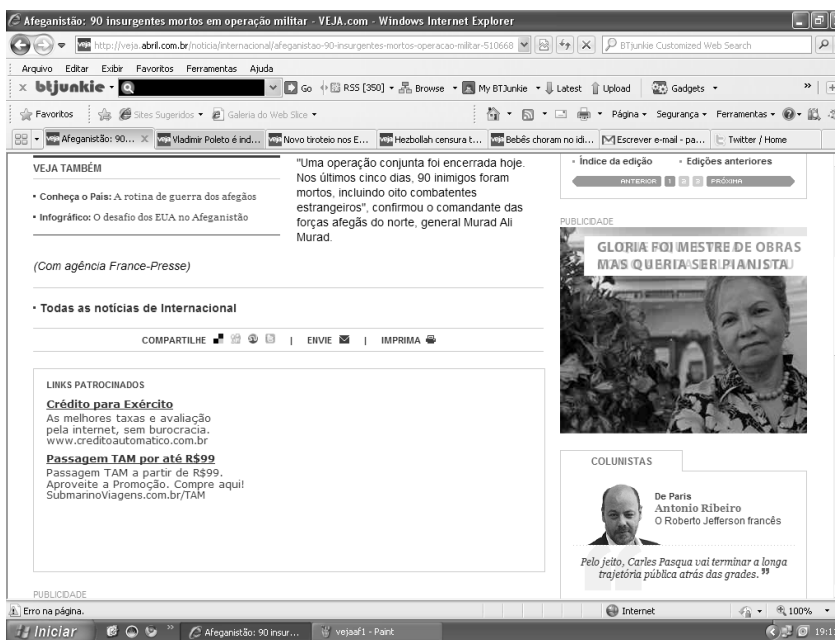 Afeganistão: 90 insurgentes mortos em operação militar - VEJA.com - Windows Internet Explorer
http://veja.abril.com.br/noticia/internacional/afeganistao-90-insurgentes-mortos-operacao-militar-510668
BTjunkie Customized Web Search
Arquivo Editar Exibir Favoritos Ferramentas Ajuda
x btjunkie Go RSS [350] Browse My BTJunkie Latest Upload Gadgets »
Favoritos Sites Sugeridos Galeria do Web Slice
Página Segurança Ferramentas
Afeganistão: 90... X Vladmir Poleto é ind... Novo tiroteio nos E... Hezbollah censura t... Bebês choram no idi... Escrever e-mail - pa... Twitter / Home
VEJA TAMBÉM
• Conheça o País: A rotina de guerra dos afegãos
• Infográfico: O desafio dos EUA no Afeganistão
"Uma operação conjunta foi encerrada hoje.
Nos últimos cinco dias, 90 inimigos foram
mortos, incluindo oito combatentes
estrangeiros", confirmou o comandante das
forças afegãs do norte, general Murad Ali
Murad.
(Com agência France-Presse)
• Todas as notícias de Internacional
COMPARTILHE | ENVIE | IMPRIMA
LINKS PATROCINADOS
Crédito para Exército
As melhores taxas e avaliação
pela internet, sem burocracia.
www.creditoautomatico.com.br
Passagem TAM por até R$99
Passagem TAM a partir de R$99.
Aproveite a Promoção. Compre aqui!
SubmarinoViagens.com.br/TAM
PUBLICIDADE
• Índice da edição • Edições anteriores
ANTERIOR 1 2 3 PRÓXIMA
PUBLICIDADE
GLORIA FOI MESTRE DE OBRAS
MAS QUERIA SER PIANISTA
COLUNISTAS
De Paris
Antonio Ribeiro
O Roberto Jefferson francês
Pelo jeito, Carles Pasqua vai terminar a longa
trajetória pública atrás das grades.”
Erro na página. Internet 100%
Iniciar » Afeganistão: 90 insur... vejaaf1 - Paint